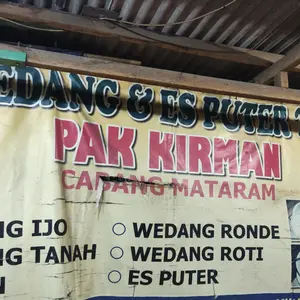 EDANG & ES PUTER
PAK KIRMAN
CABANG MATARAM
NG IJO ○ WEDANG RONDE
NG TANAH ○ WEDANG ROTI
N ○ ES PUTER